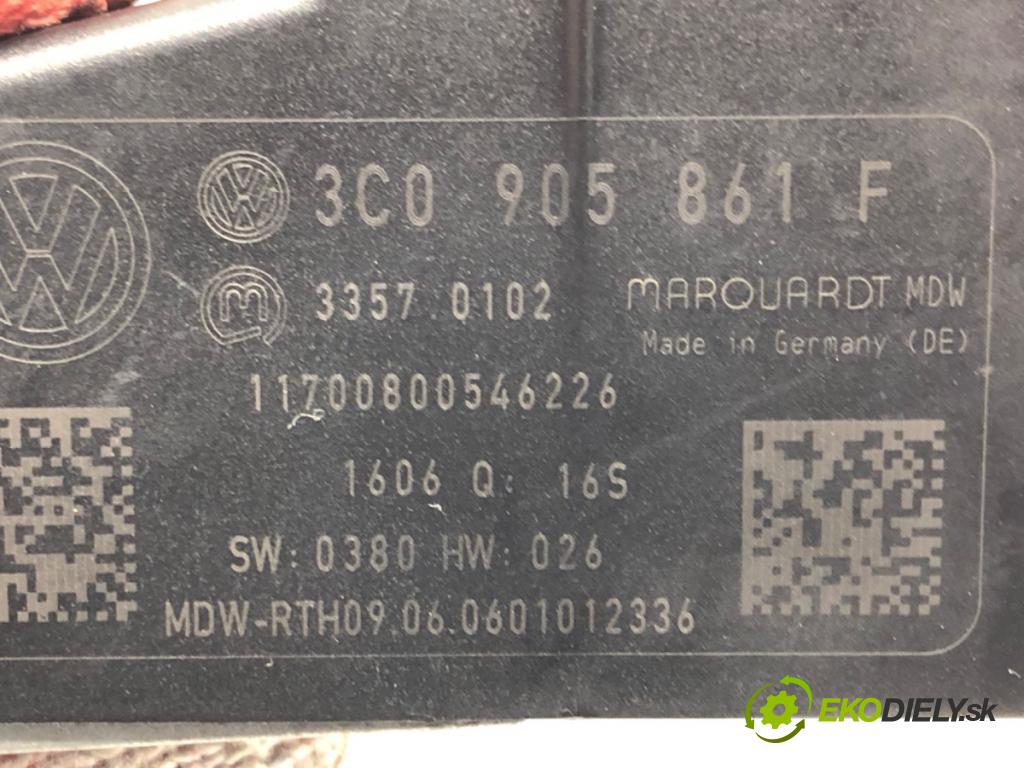 3C0 905 861 F
3357.0102 MARQUARDT MDW
Made in Germany (DE)
11700800546226
1606 Q: 16S
SW: 0380 HW: 026
MDW-RTH09.06.0601012336
EKODIELY.sk